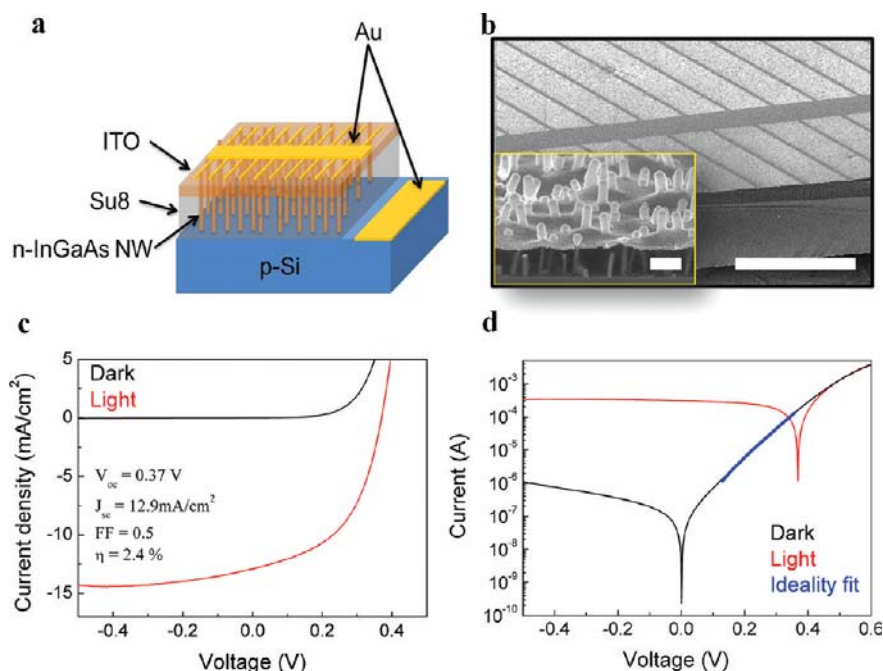 a
Au
ITO
Su8
n-InGaAs NW
p-Si
b
c
Current density (mA/cm²)
5
0
-5
-10
-15
Dark
Light
V_oc = 0.37 V
J_sc = 12.9mA/cm²
FF = 0.5
η = 2.4 %
-0.4 -0.2 0.0 0.2 0.4
Voltage (V)
d
Current (A)
10⁻³
10⁻⁴
10⁻⁵
10⁻⁶
10⁻⁷
10⁻⁸
10⁻⁹
10⁻¹⁰
Dark
Light
Ideality fit
-0.4 -0.2 0.0 0.2 0.4 0.6
Voltage (V)